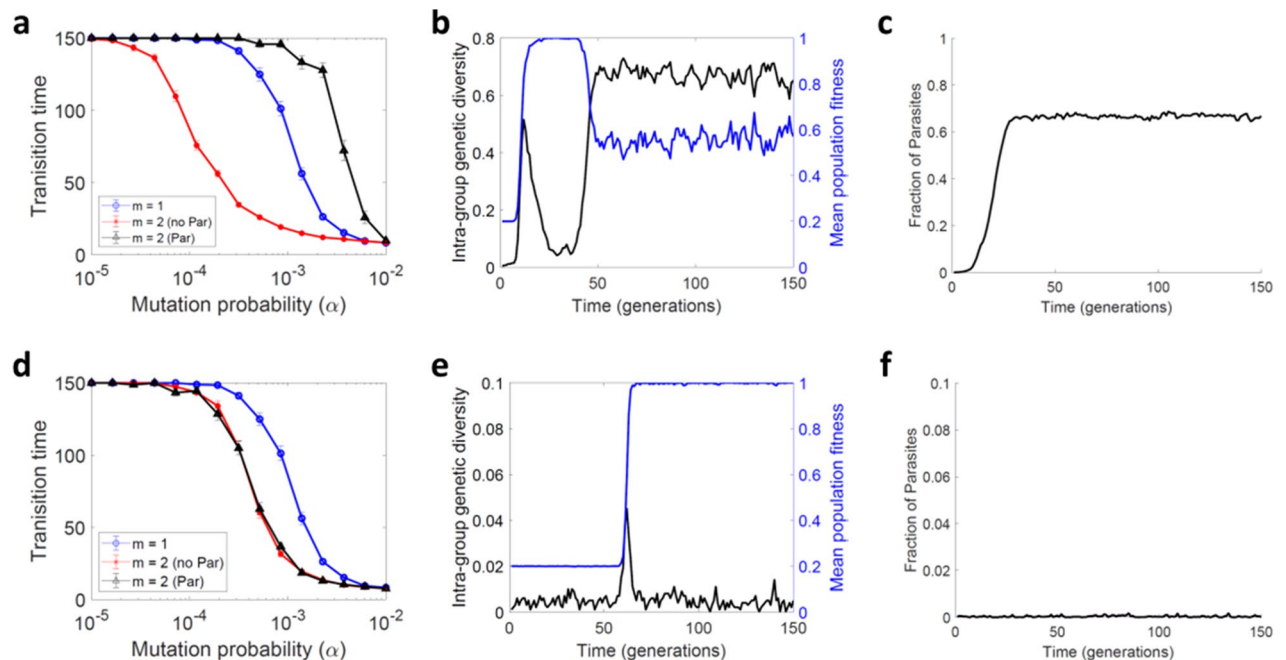 a
Tranisition time
150
100
50
0
10-5
10-4
10-3
10-2
Mutation probability (α)
m = 1
m = 2 (no Par)
m = 2 (Par)
b
Intra-group genetic diversity
0.8
0.6
0.4
0.2
0
0
50
100
150
Time (generations)
1
0.8
0.6
0.4
0.2
0
Mean population fitness
c
Fraction of Parasites
1
0.8
0.6
0.4
0.2
0
0
50
100
150
Time (generations)
d
Tranisition time
150
100
50
0
10-5
10-4
10-3
10-2
Mutation probability (α)
m = 1
m = 2 (no Par)
m = 2 (Par)
e
Intra-group genetic diversity
0.1
0.08
0.06
0.04
0.02
0
0
50
100
150
Time (generations)
1
0.8
0.6
0.4
0.2
0
Mean population fitness
f
Fraction of Parasites
0.1
0.08
0.06
0.04
0.02
0
0
50
100
150
Time (generations)